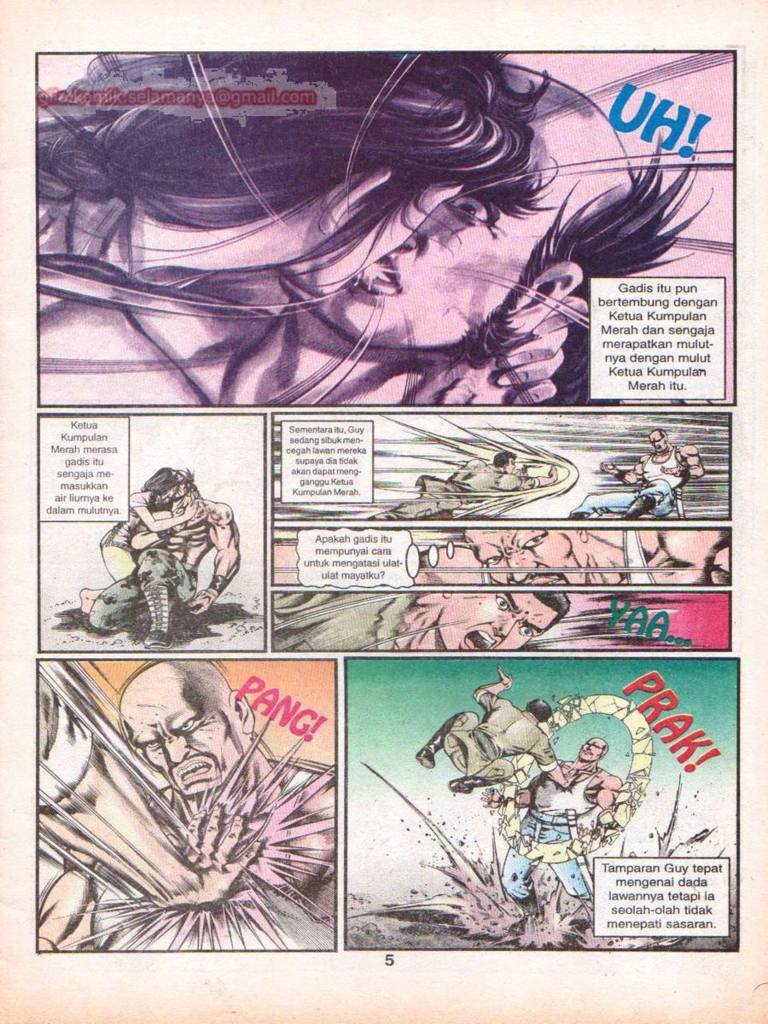 gfz.komik.selamanya@gmail.com
UH!
Gadis itu pun
bertembung dengan
Ketua Kumpulan
Merah dan sengaja
merapatkan mulut-
nya dengan mulut
Ketua Kumpulan
Merah itu.
Ketua
Kumpulan
Merah merasa
gadis itu
sengaja me-
masukkan
air liurnya ke
dalam mulutnya.
Sementara itu, Guy
sedang sibuk men-
cegah lawan mereka
supaya dia tidak
akan dapat meng-
ganggu Ketua
Kumpulan Merah.
Apakah gadis itu
mempunyai cara
untuk mengatasi ulat-
ulat mayatku?
YAA...
PANG!
PRAK!
Tamparan Guy tepat
mengenai dada
lawannya tetapi ia
seolah-olah tidak
menepati sasaran.
5